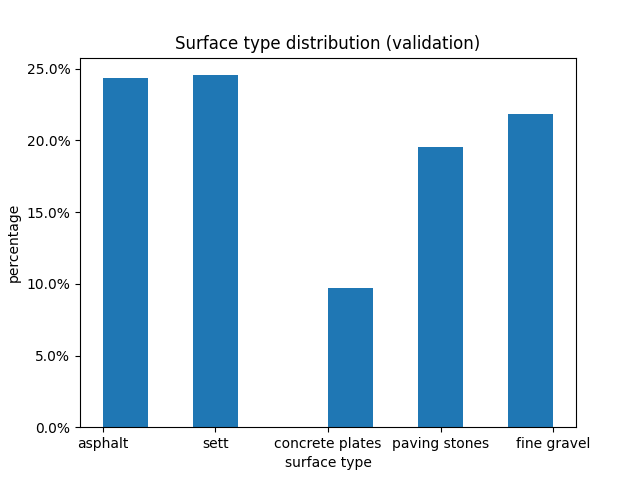 Surface type distribution (validation)
25.0%
20.0%
15.0%
10.0%
5.0%
0.0%
percentage
asphalt sett concrete plates paving stones fine gravel
surface type